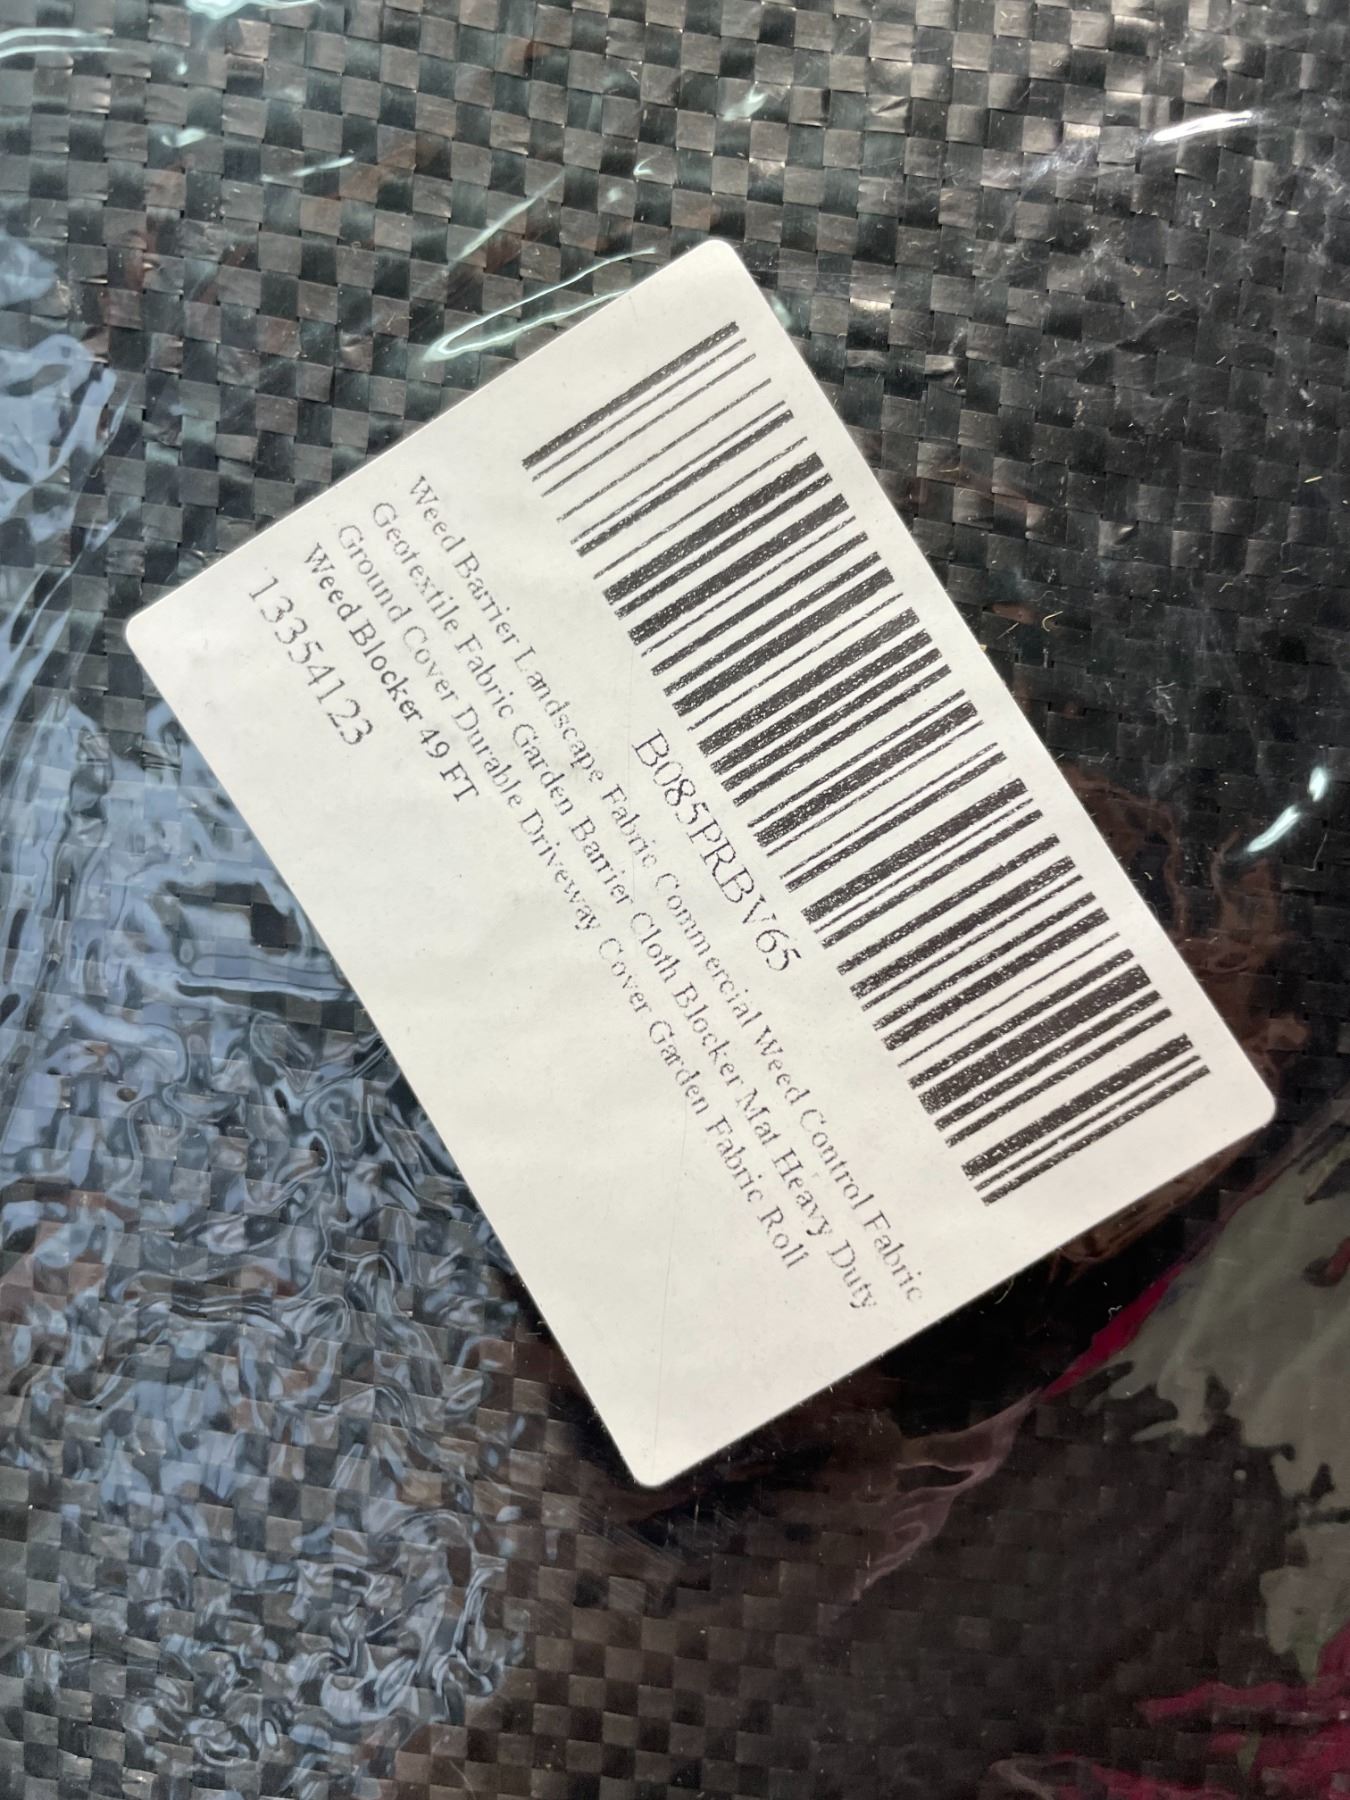 B085PRBV65
Weed Barrier Landscape Fabric Commercial Weed Control Fabric
Geotextile Fabric Garden Barrier Cloth Blocker Mat Heavy Duty
Ground Cover Durable Driveway Cover Garden Fabric Roll
Weed Blocker 49 FT
13354123